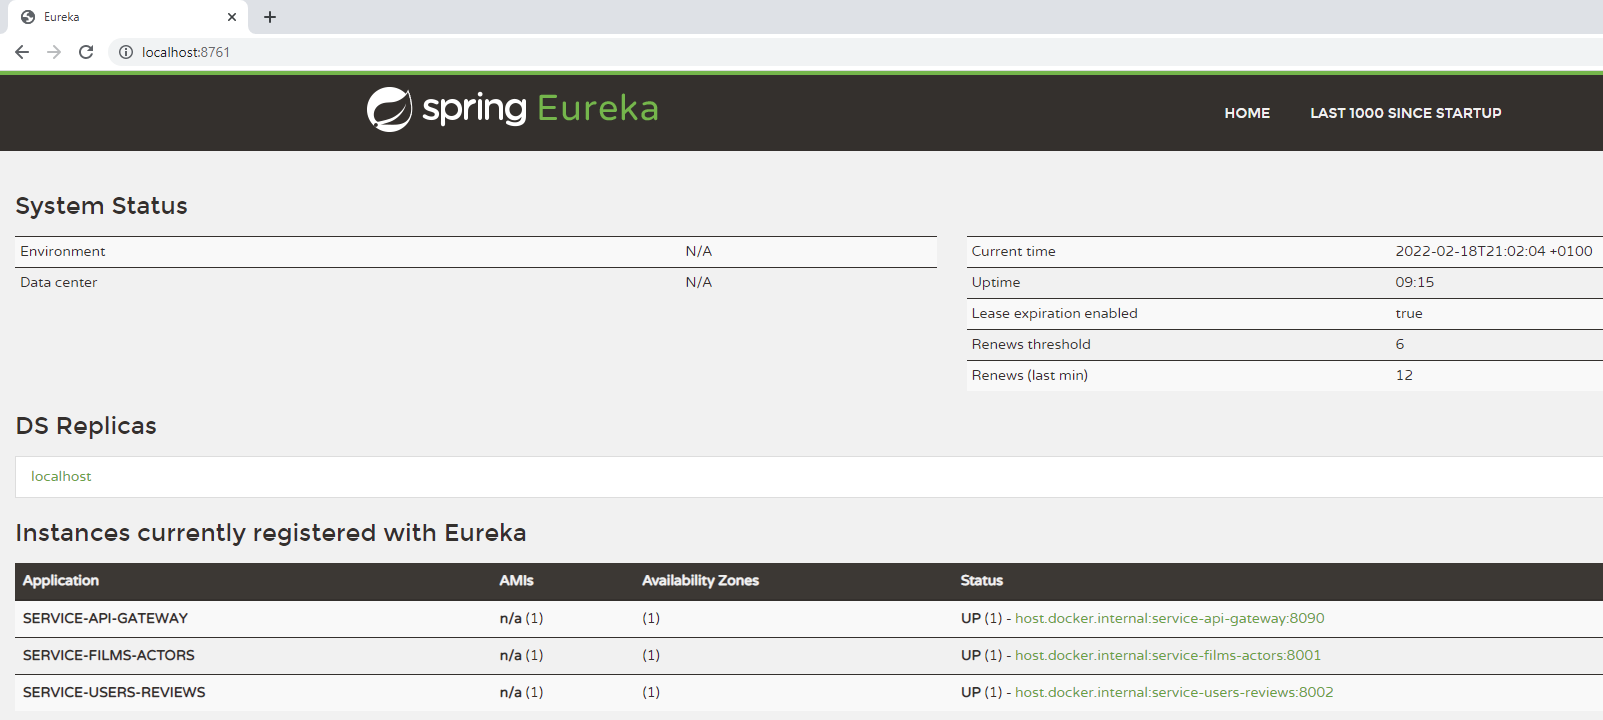 Eureka
localhost:8761
spring Eureka
HOME LAST 1000 SINCE STARTUP
System Status
Environment N/A
Data center N/A
Current time 2022-02-18T21:02:04 +0100
Uptime 09:15
Lease expiration enabled true
Renews threshold 6
Renews (last min) 12
DS Replicas
localhost
Instances currently registered with Eureka
Application AMIs Availability Zones Status
SERVICE-API-GATEWAY n/a (1) (1) UP (1) - host.docker.internal:service-api-gateway:8090
SERVICE-FILMS-ACTORS n/a (1) (1) UP (1) - host.docker.internal:service-films-actors:8001
SERVICE-USERS-REVIEWS n/a (1) (1) UP (1) - host.docker.internal:service-users-reviews:8002